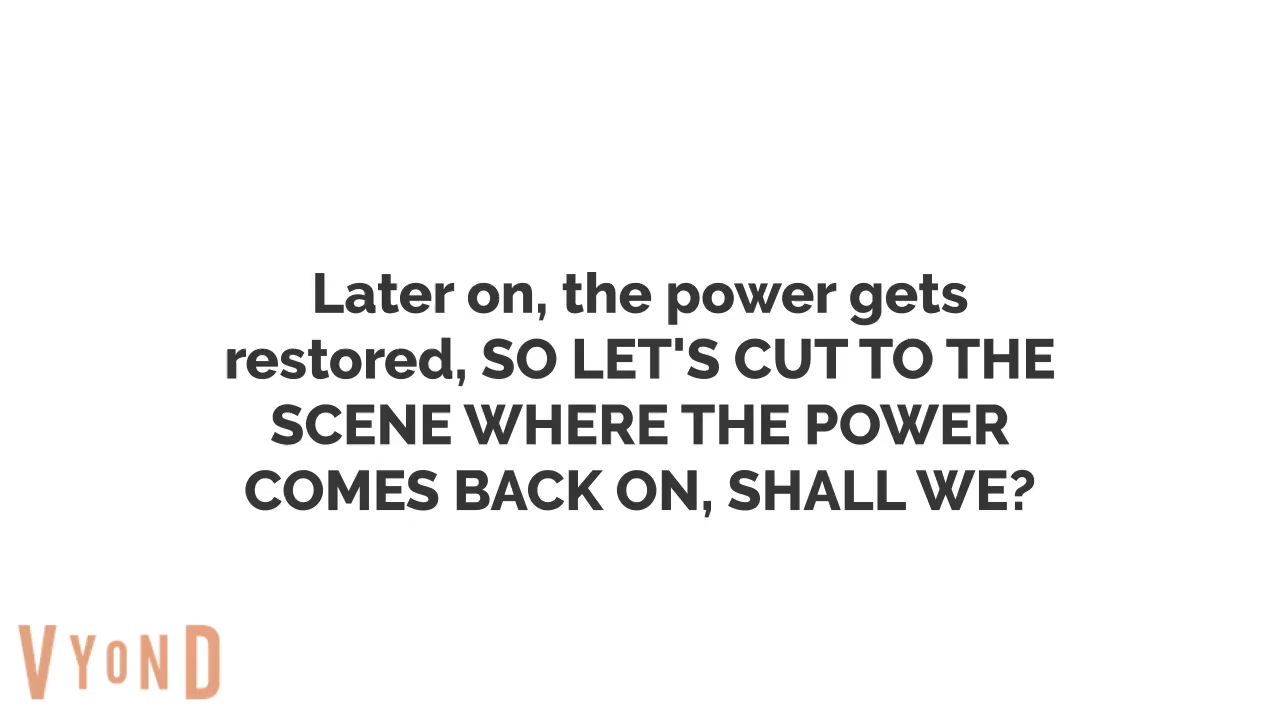 Later on, the power gets
restored, SO LET'S CUT TO THE
SCENE WHERE THE POWER
COMES BACK ON, SHALL WE?
VYOND